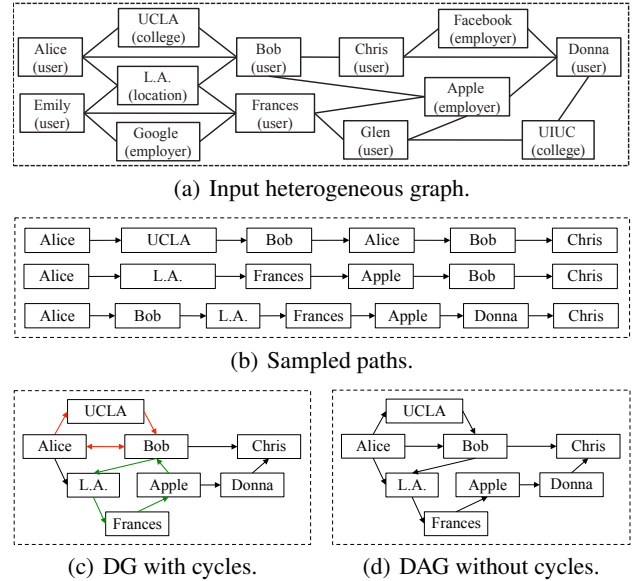 UCLA
(college)
Facebook
(employer)
Alice
(user)
Bob
(user)
Chris
(user)
Donna
(user)
L.A.
(location)
Apple
(employer)
Emily
(user)
Frances
(user)
Google
(employer)
Glen
(user)
UIUC
(college)
(a) Input heterogeneous graph.
Alice UCLA Bob Alice Bob Chris
Alice L.A. Frances Apple Bob Chris
Alice Bob L.A. Frances Apple Donna Chris
(b) Sampled paths.
UCLA
Alice Bob Chris
L.A. Apple Donna
Frances
(c) DG with cycles.
UCLA
Alice Bob Chris
L.A. Apple Donna
Frances
(d) DAG without cycles.